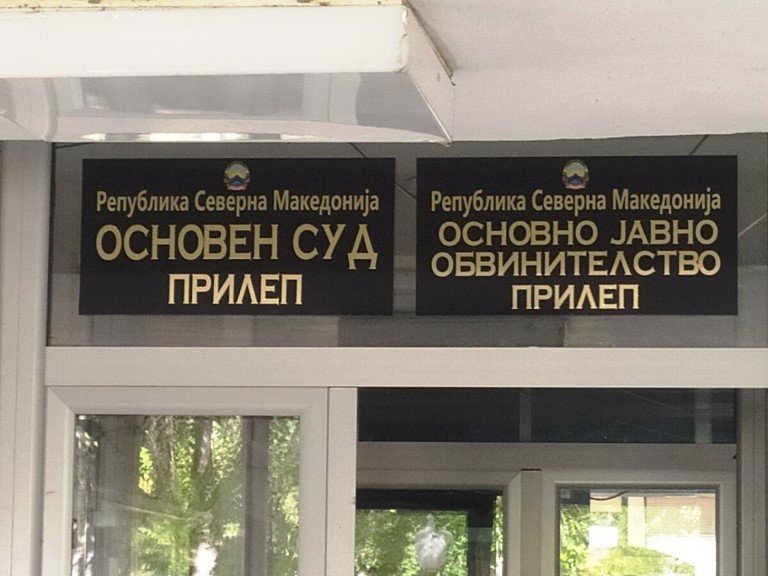 Република Северна Македонија
ОСНОВЕН СУД
ПРИЛЕП
Република Северна Македонија
ОСНОВНО ЈАВНО
ОБВИНИТЕЛСТВО
ПРИЛЕП